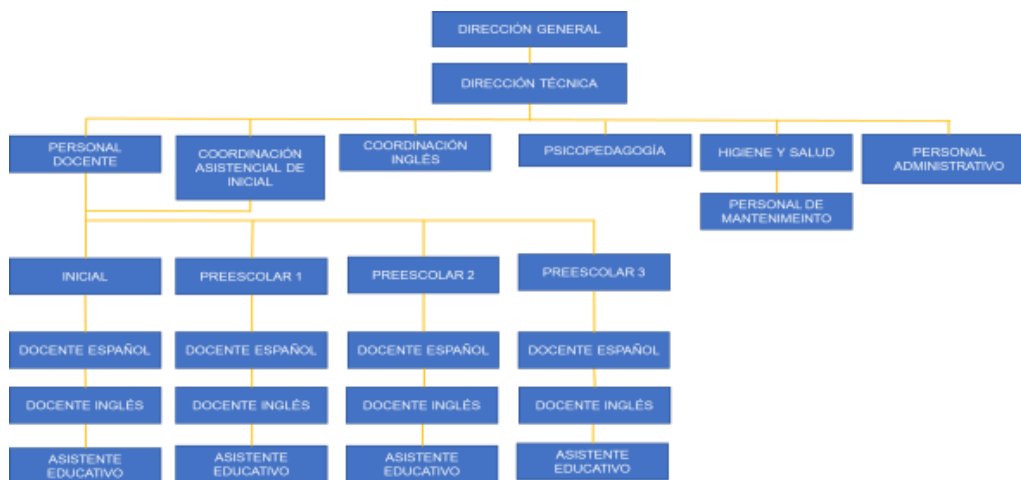 DIRECCIÓN GENERAL
DIRECCIÓN TÉCNICA
PERSONAL
DOCENTE
COORDINACIÓN
ASISTENCIAL DE
INICIAL
COORDINACIÓN
INGLÉS
PSICOPEDAGOGÍA
HIGIENE Y SALUD
PERSONAL
ADMINISTRATIVO
PERSONAL DE
MANTENIMEINTO
INICIAL
PREESCOLAR 1
PREESCOLAR 2
PREESCOLAR 3
DOCENTE ESPAÑOL
DOCENTE ESPAÑOL
DOCENTE ESPAÑOL
DOCENTE ESPAÑOL
DOCENTE INGLÉS
DOCENTE INGLÉS
DOCENTE INGLÉS
DOCENTE INGLÉS
ASISTENTE
EDUCATIVO
ASISTENTE
EDUCATIVO
ASISTENTE
EDUCATIVO
ASISTENTE
EDUCATIVO